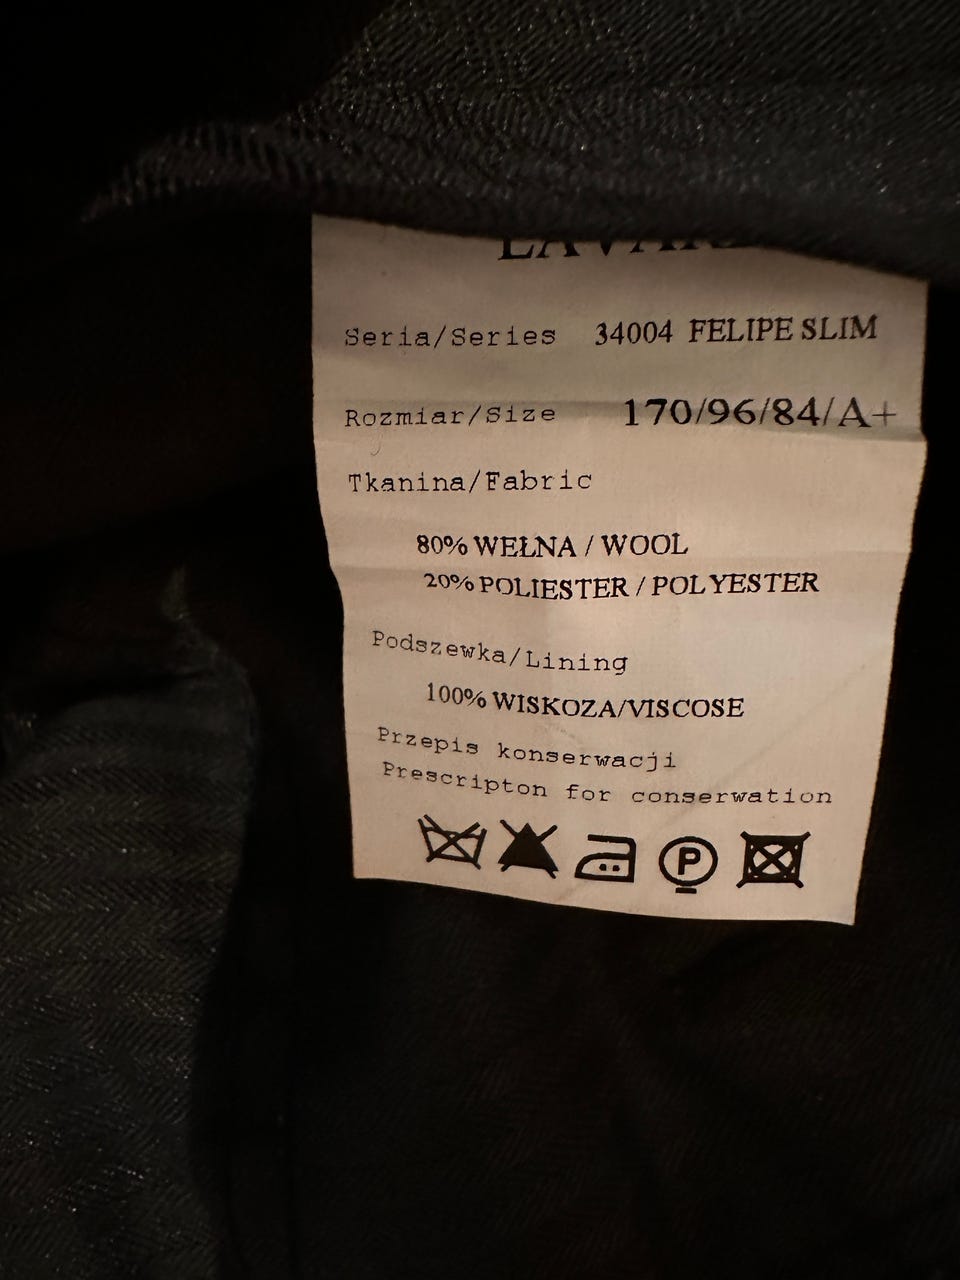 Seria/Series 34004 FELIPE SLIM
Rozmiar/Size 170/96/84/A+
Tkanina/Fabric
80% WEŁNA / WOOL
20% POLIESTER / POLYESTER
Podszewka/Lining
100% WISKOZA/VISCOSE
Przepis konserwacji
Prescripton for conserwation
P